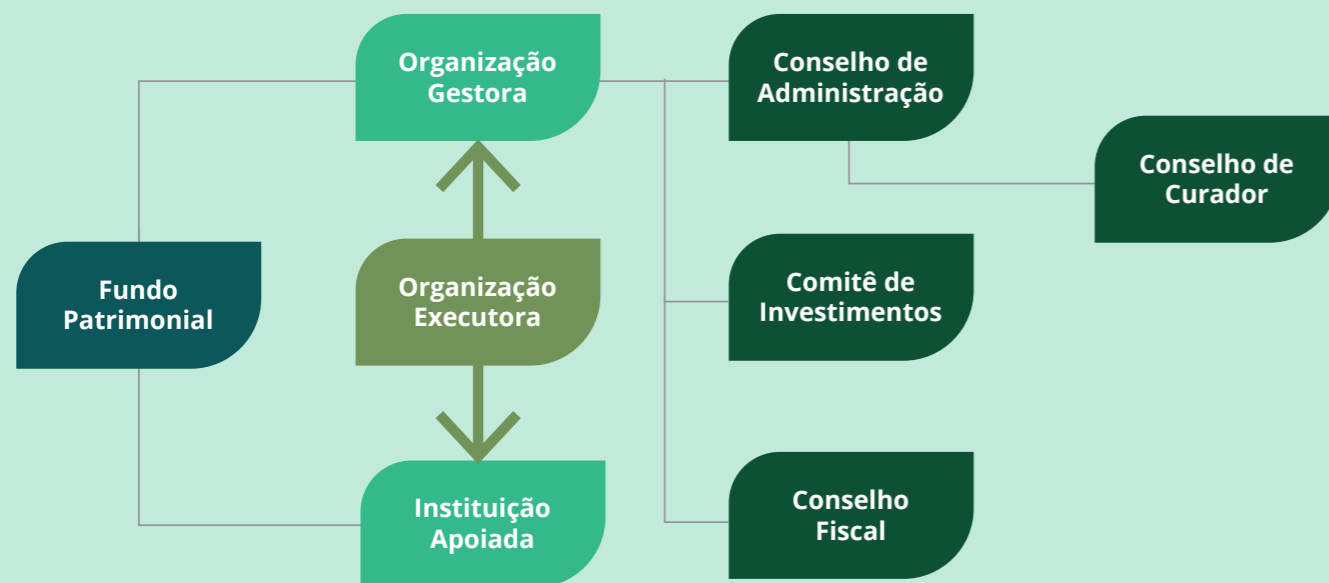 Organização
Gestora
Conselho de
Administração
Conselho de
Curador
Fundo
Patrimonial
Organização
Executora
Comitê de
Investimentos
Instituição
Apoiada
Conselho
Fiscal